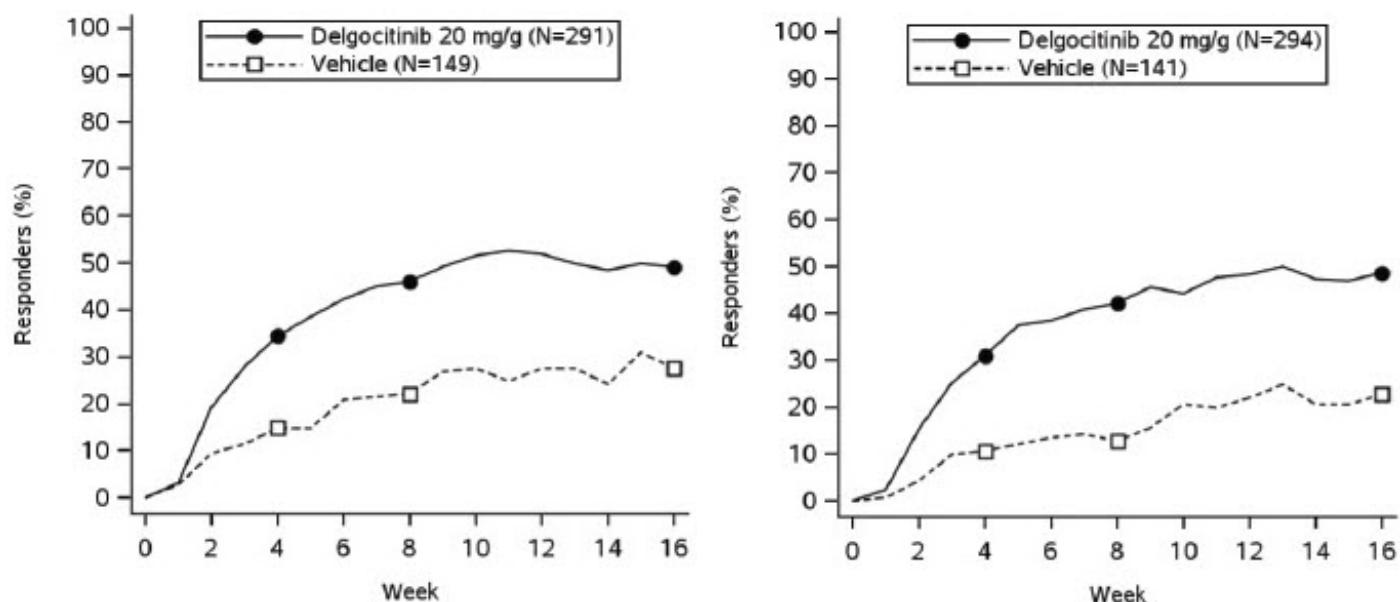 Delgocitinib 20 mg/g (N=291)
Vehicle (N=149)
100
90
80
70
60
50
40
30
20
10
0
Responders (%)
0 2 4 6 8 10 12 14 16
Week
Delgocitinib 20 mg/g (N=294)
Vehicle (N=141)
100
90
80
70
60
50
40
30
20
10
0
Responders (%)
0 2 4 6 8 10 12 14 16
Week